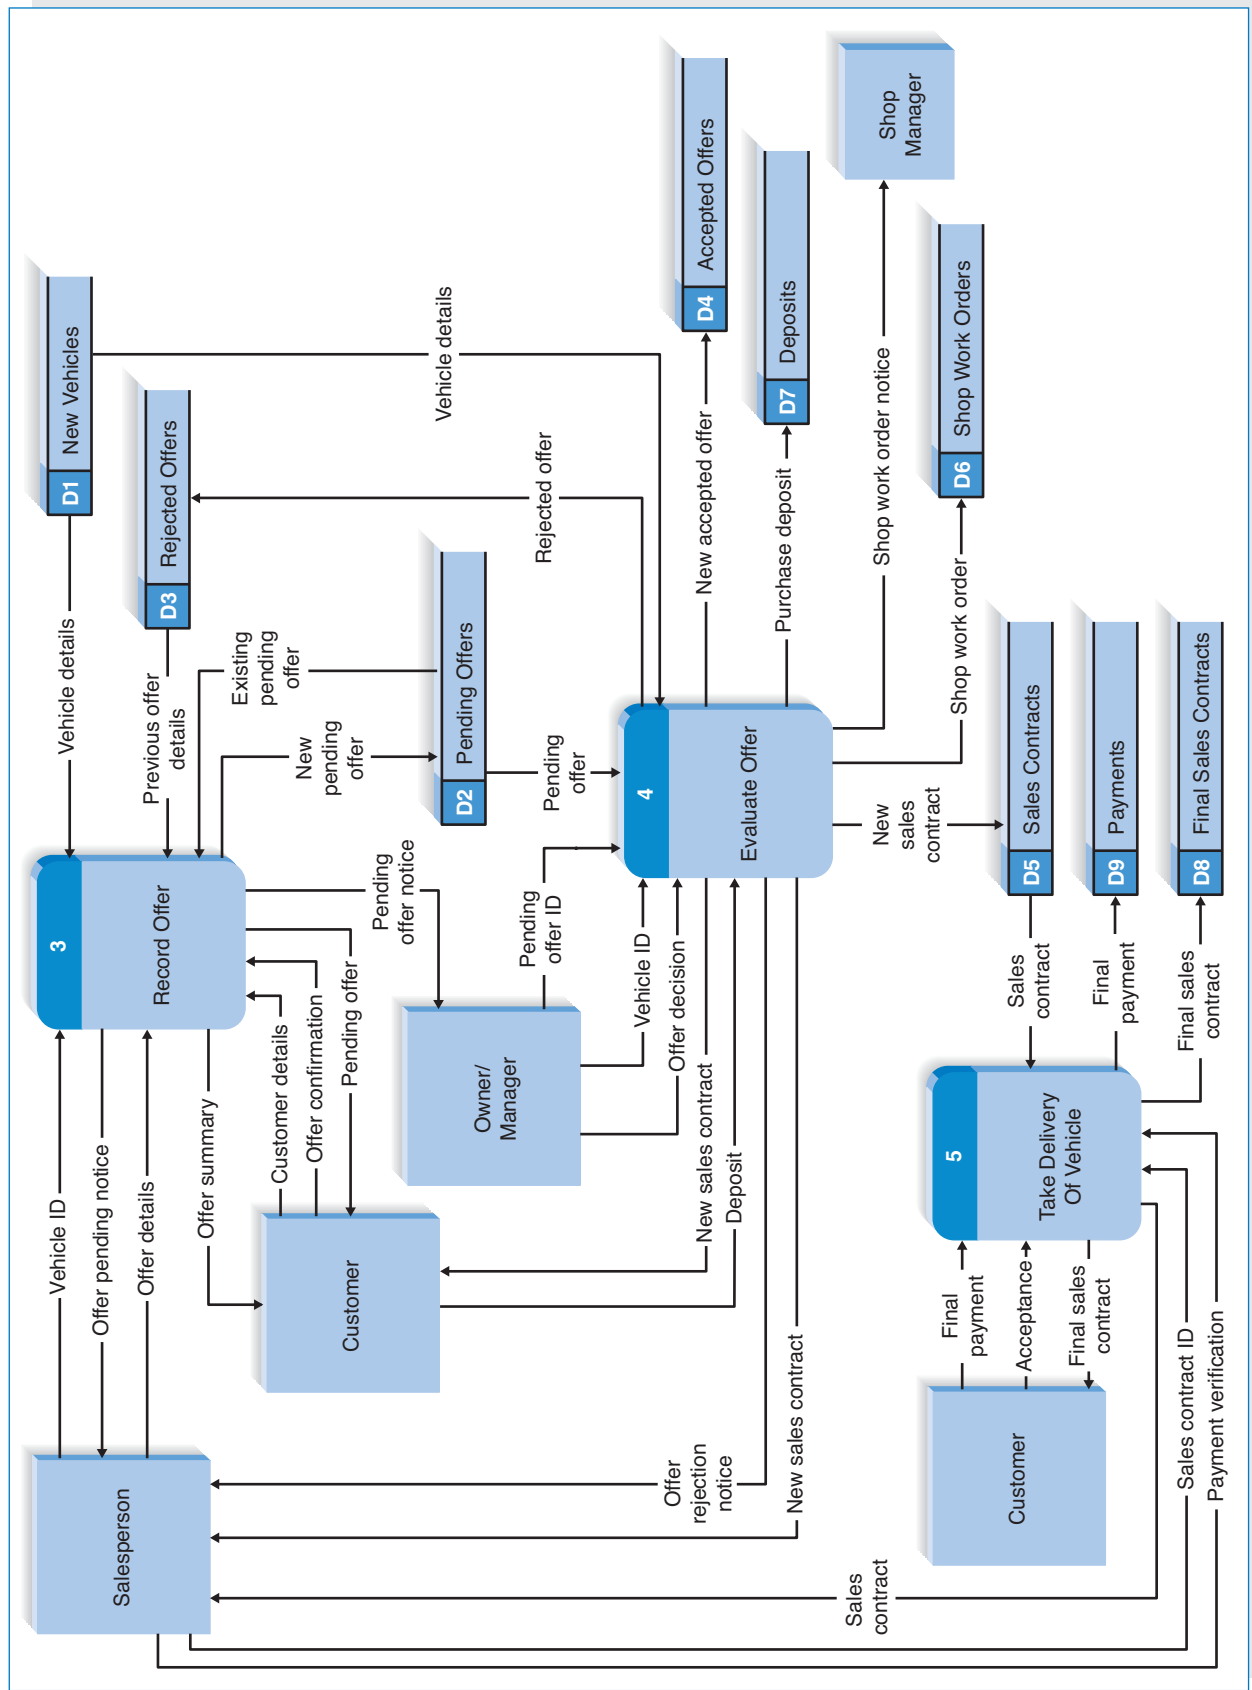 Salesperson
Vehicle ID
Offer pending notice
Offer details
Offer summary
3
Record Offer
Vehicle details
D1
New Vehicles
Previous offer
details
D3
Rejected Offers
Existing
pending
offer
New
pending
offer
D2
Pending Offers
Customer
Customer details
Offer confirmation
Pending offer
Pending
offer notice
Owner/
Manager
Pending
offer ID
Pending
offer
Rejected offer
Vehicle details
Vehicle ID
Offer decision
New sales contract
Deposit
Offer
rejection
notice
New sales contract
4
Evaluate Offer
New accepted offer
D4
Accepted Offers
Purchase deposit
D7
Deposits
Shop work order notice
Shop
Manager
Shop work order
D6
Shop Work Orders
New
sales
contract
D5
Sales Contracts
Sales
contract
Sales
contract
Customer
Final
payment
Acceptance
Final sales
contract
5
Take Delivery
Of Vehicle
Final
payment
D9
Payments
Final sales
contract
D8
Final Sales Contracts
Sales contract ID
Payment verification